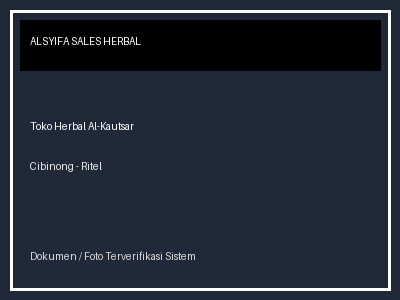 ALSYIFA SALES HERBAL
Toko Herbal Al-Kautsar
Cibinong - Ritel
Dokumen / Foto Terverifikasi Sistem